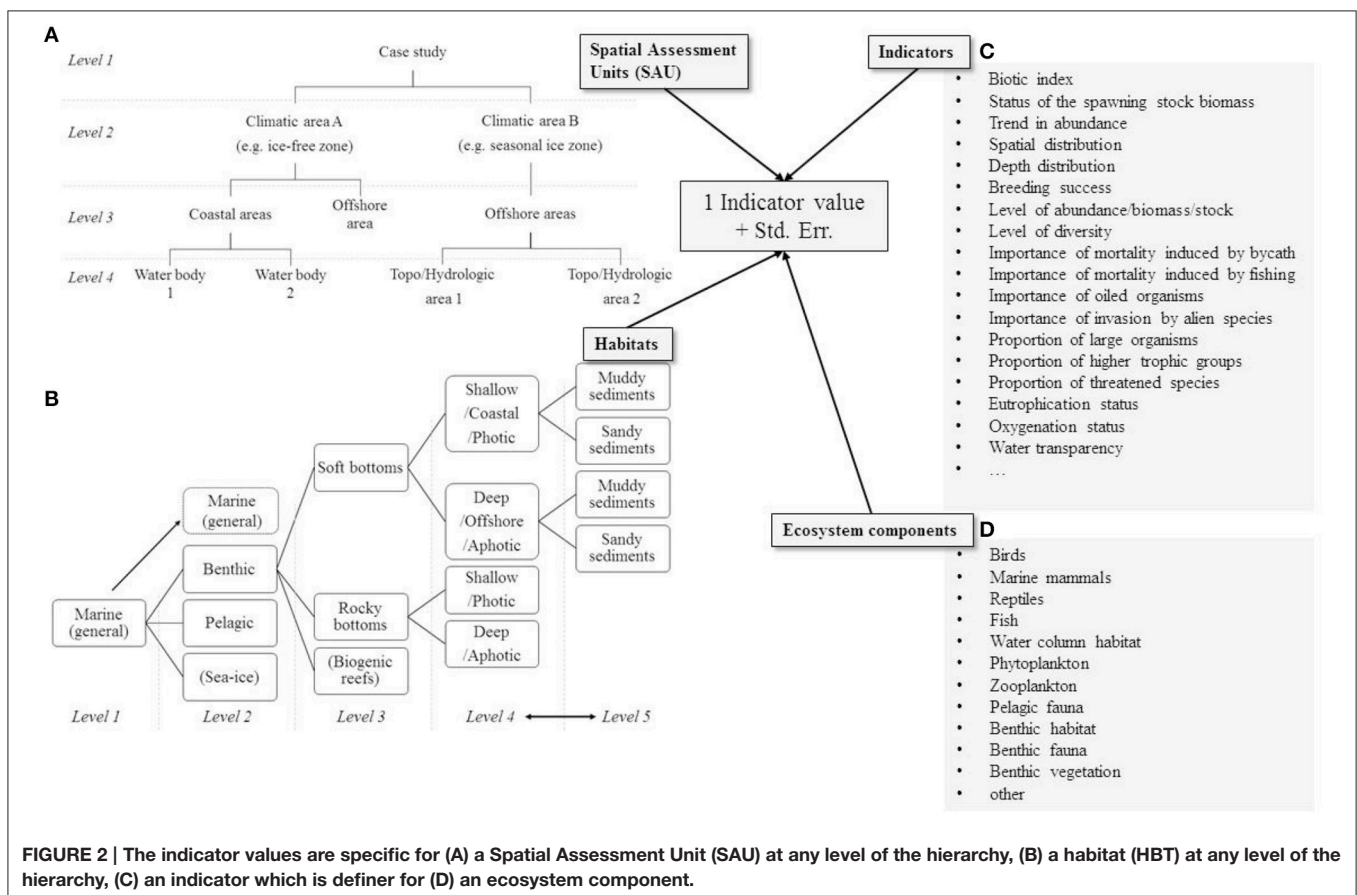 A
Level 1
Case study
Level 2
Climatic area A
(e.g. ice-free zone)
Climatic area B
(e.g. seasonal ice zone)
Level 3
Coastal areas
Offshore
area
Offshore areas
Level 4
Water body
1
Water body
2
Topo/Hydrologic
area 1
Topo/Hydrologic
area 2
Spatial Assessment
Units (SAU)
Indicators
1 Indicator value
+ Std. Err.
Habitats
Ecosystem components
C
• Biotic index
• Status of the spawning stock biomass
• Trend in abundance
• Spatial distribution
• Depth distribution
• Breeding success
• Level of abundance/biomass/stock
• Level of diversity
• Importance of mortality induced by bycath
• Importance of mortality induced by fishing
• Importance of oiled organisms
• Importance of invasion by alien species
• Proportion of large organisms
• Proportion of higher trophic groups
• Proportion of threatened species
• Eutrophication status
• Oxygenation status
• Water transparency
• …
B
Marine
(general)
Marine
(general)
Benthic
Pelagic
(Sea-ice)
Soft bottoms
Rocky
bottoms
(Biogenic
reefs)
Shallow
/Coastal
/Photic
Deep
/Offshore
/Aphotic
Shallow
/Photic
Deep
/Aphotic
Muddy
sediments
Sandy
sediments
Muddy
sediments
Sandy
sediments
Level 1
Level 2
Level 3
Level 4
Level 5
D
• Birds
• Marine mammals
• Reptiles
• Fish
• Water column habitat
• Phytoplankton
• Zooplankton
• Pelagic fauna
• Benthic habitat
• Benthic fauna
• Benthic vegetation
• other
FIGURE 2 | The indicator values are specific for (A) a Spatial Assessment Unit (SAU) at any level of the hierarchy, (B) a habitat (HBT) at any level of the
hierarchy, (C) an indicator which is definer for (D) an ecosystem component.